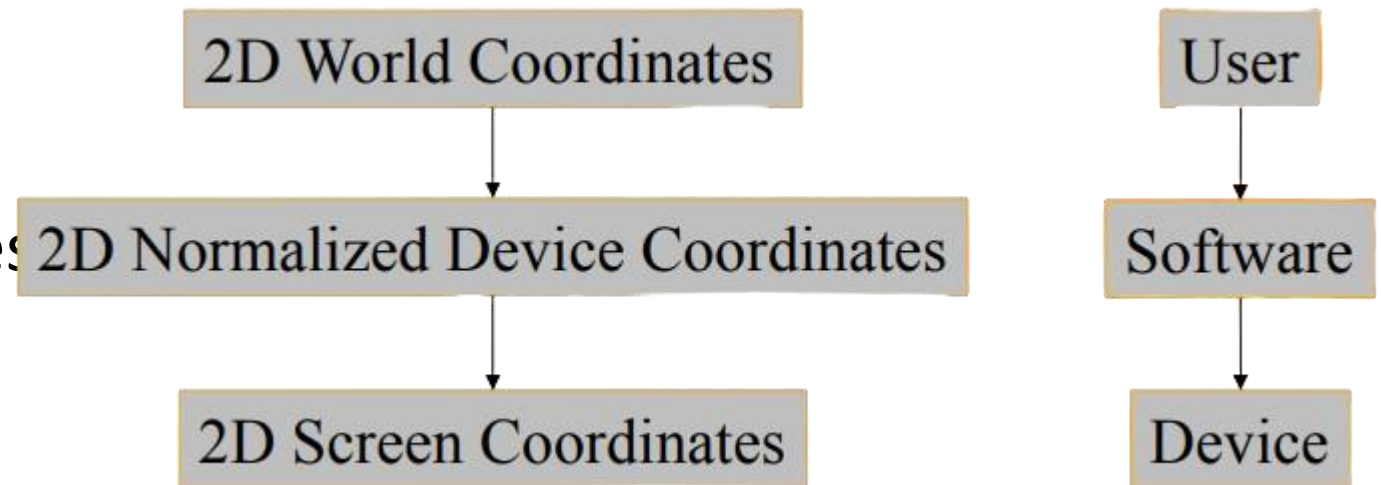 2D World Coordinates
User
2D Normalized Device Coordinates
Software
2D Screen Coordinates
Device